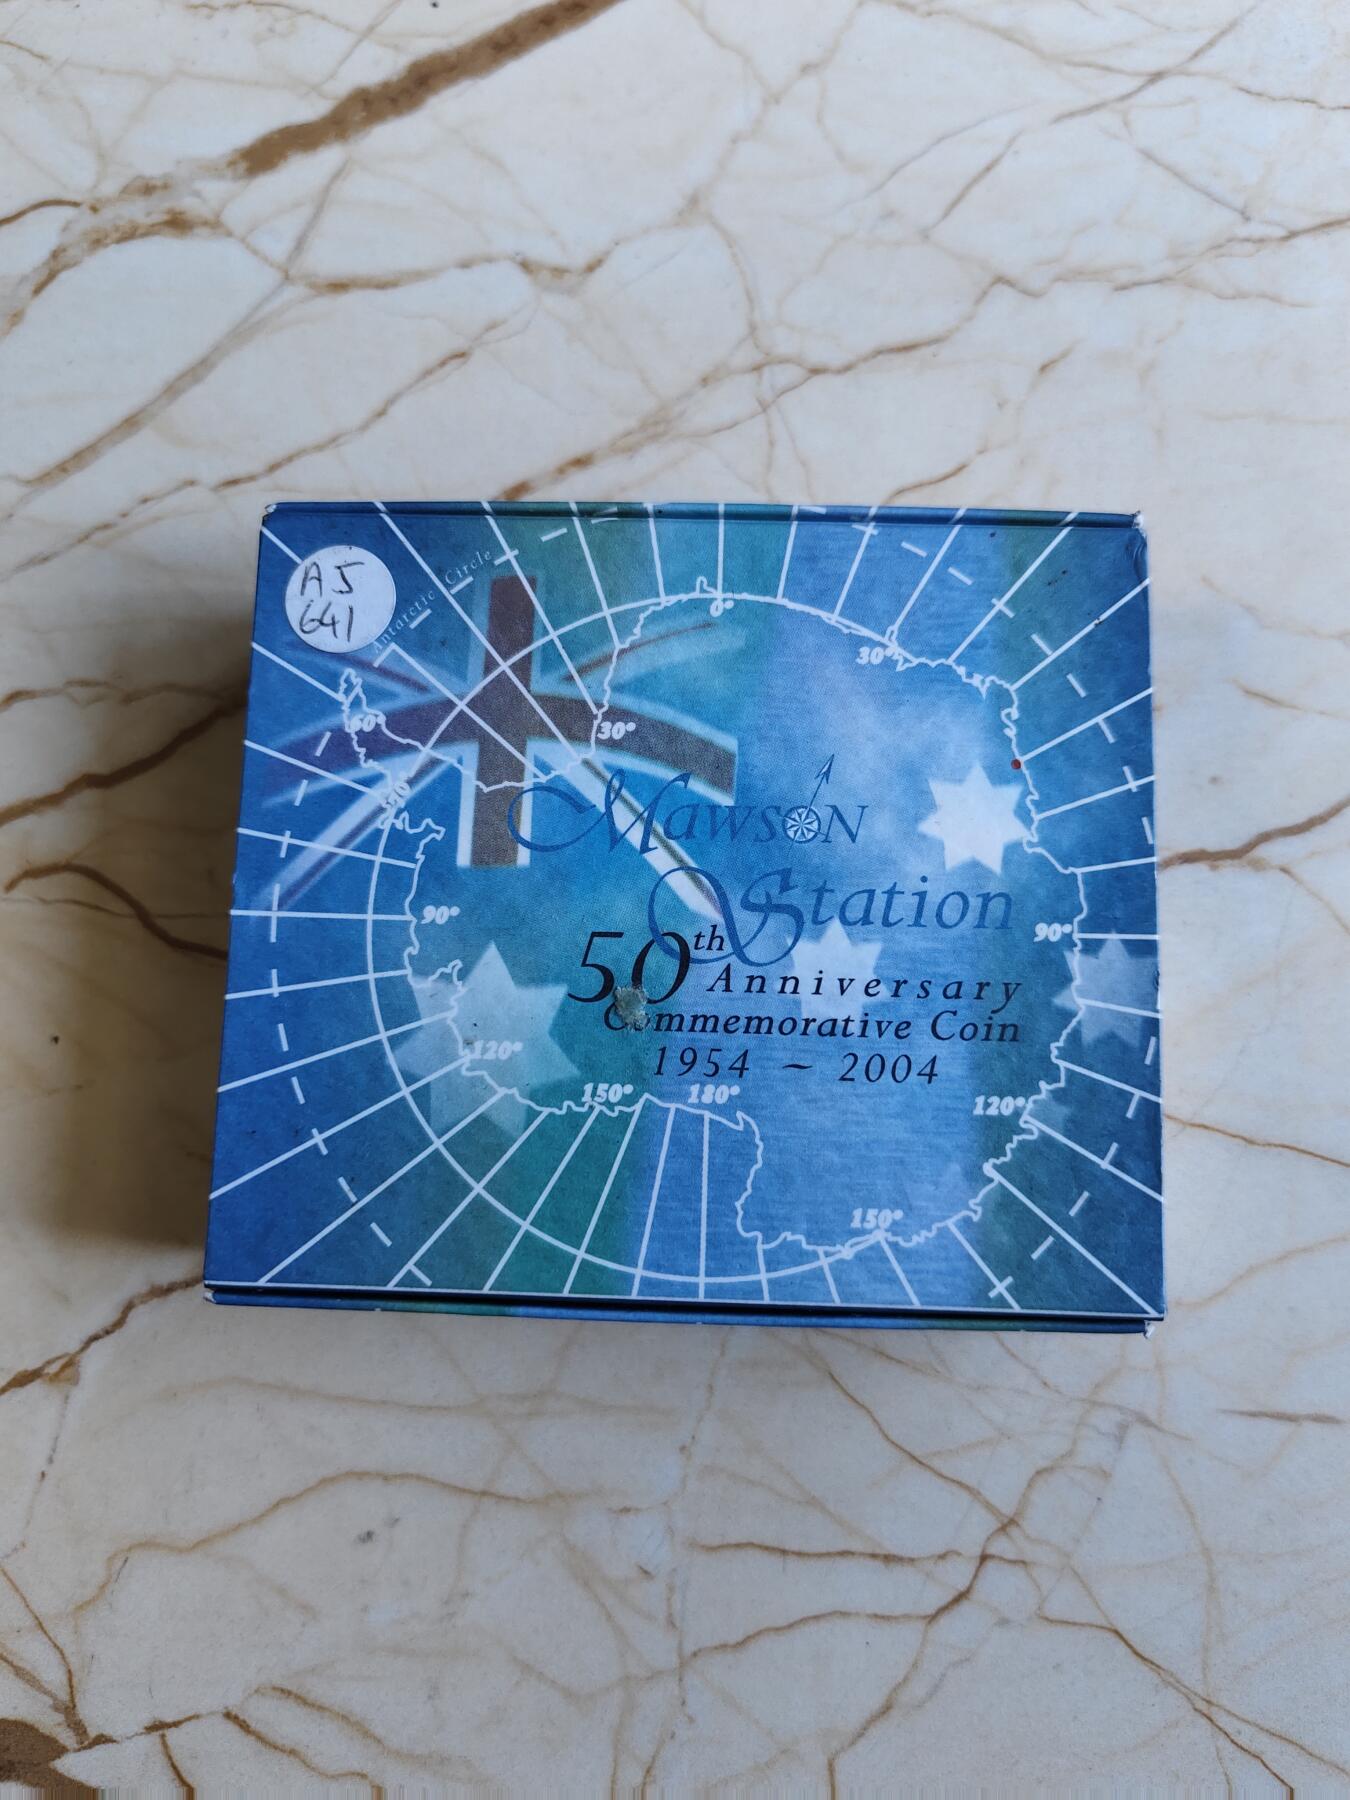 A5
641
Antarctic Circle
0°
30°
60°
30°
Mawson
Station
90°
90°
50th
Anniversary
Commemorative Coin
1954 ~ 2004
120°
150°
180°
120°
150°